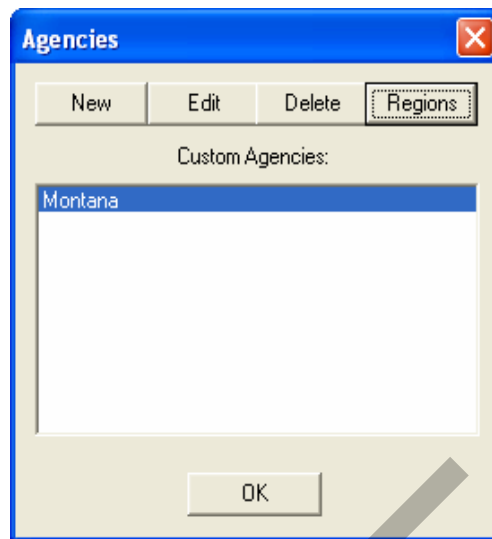 Agencies
New Edit Delete Regions
Custom Agencies:
Montana
OK